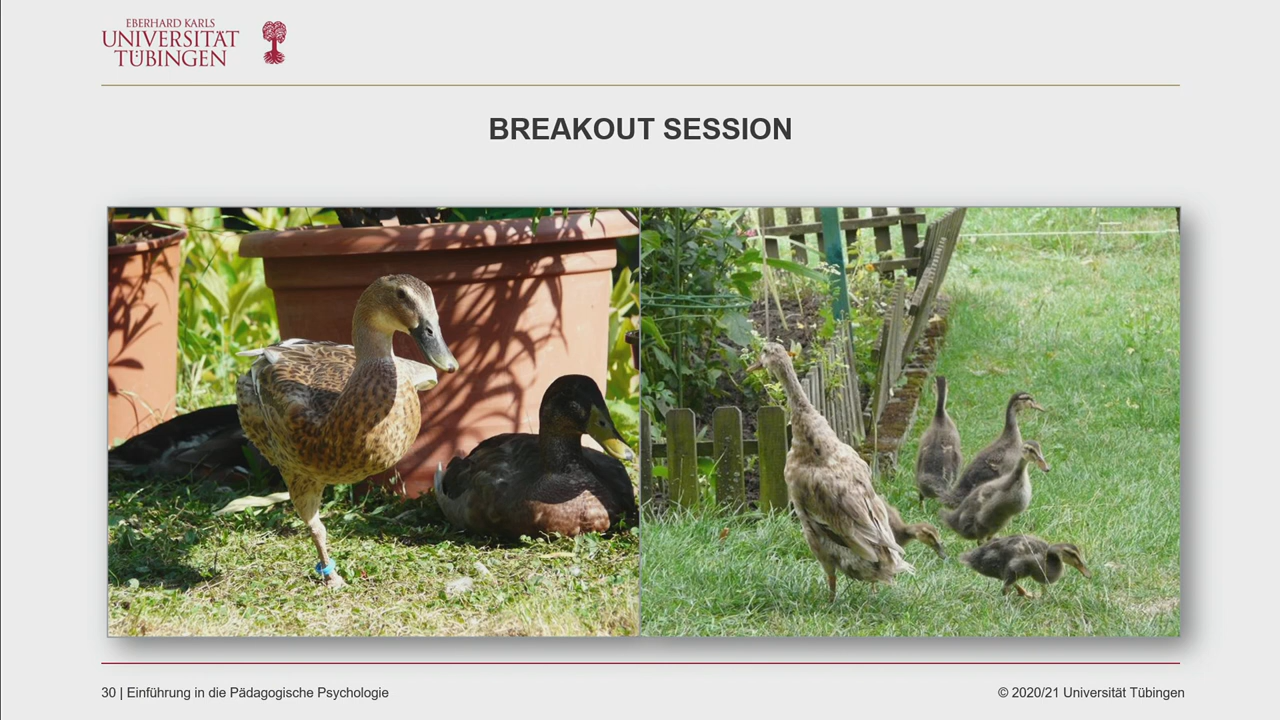 EBERHARD KARLS
UNIVERSITÄT
TÜBINGEN
BREAKOUT SESSION
30 | Einführung in die Pädagogische Psychologie
© 2020/21 Universität Tübingen